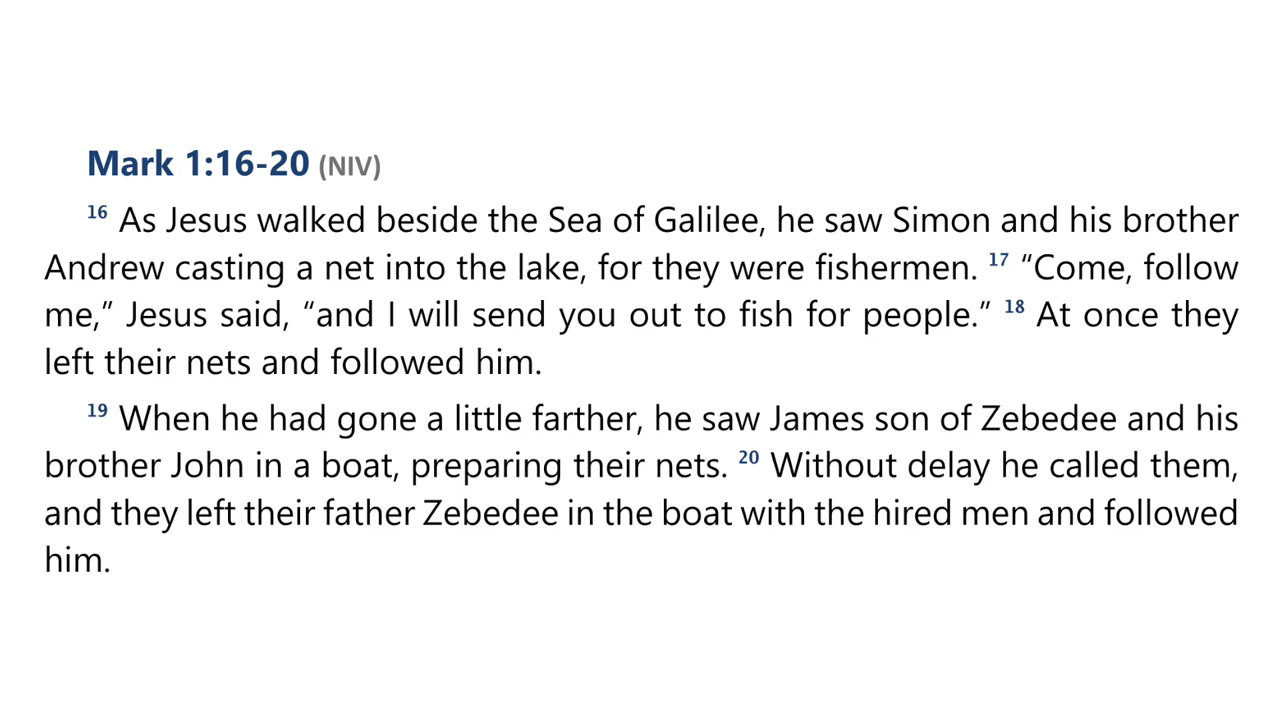 Mark 1:16-20 (NIV)
16 As Jesus walked beside the Sea of Galilee, he saw Simon and his brother
Andrew casting a net into the lake, for they were fishermen. 17 “Come, follow
me,” Jesus said, “and I will send you out to fish for people.” 18 At once they
left their nets and followed him.
19 When he had gone a little farther, he saw James son of Zebedee and his
brother John in a boat, preparing their nets. 20 Without delay he called them,
and they left their father Zebedee in the boat with the hired men and followed
him.